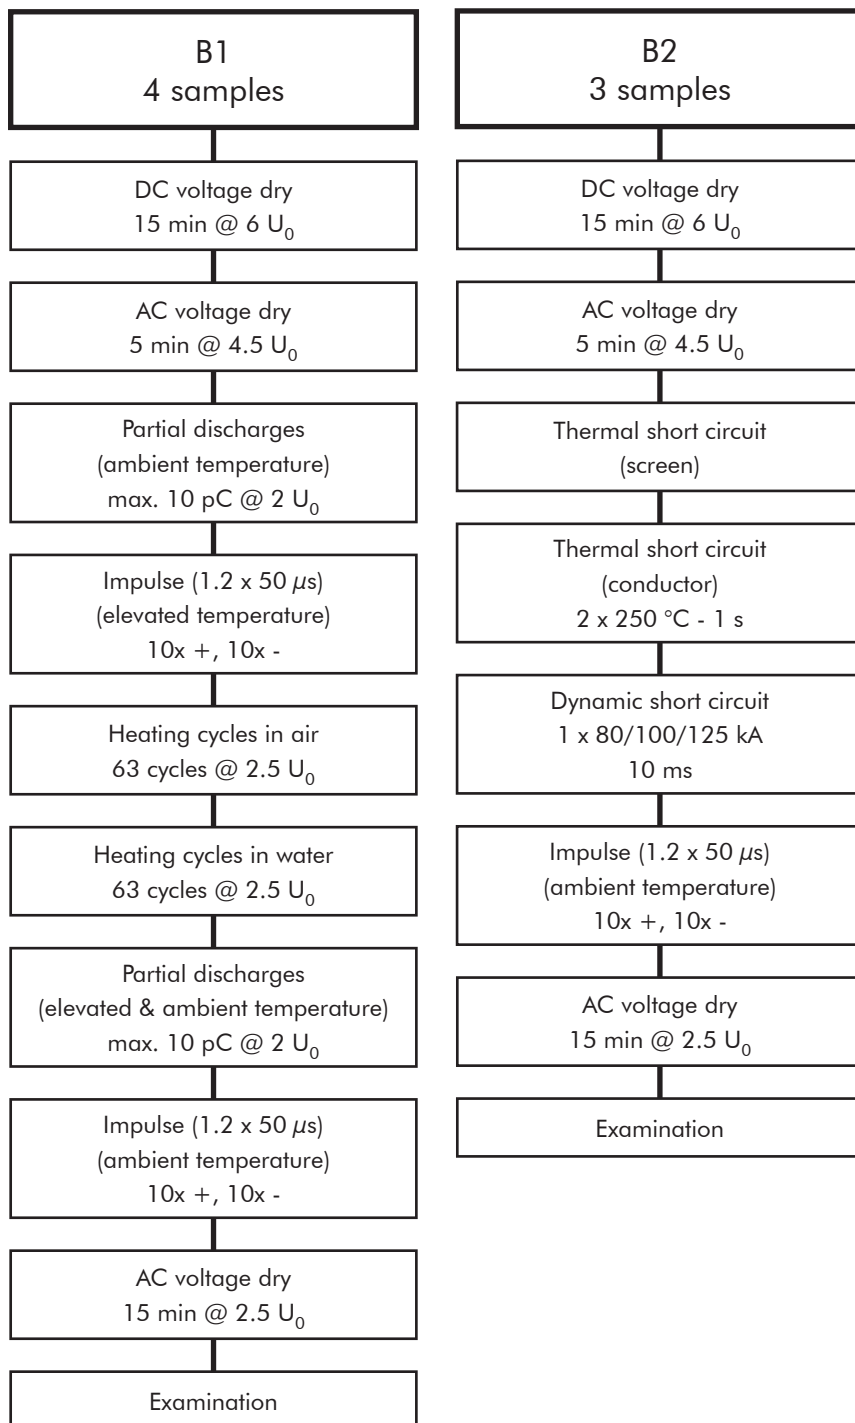 B1
4 samples
DC voltage dry
15 min @ 6 U₀
AC voltage dry
5 min @ 4.5 U₀
Partial discharges
(ambient temperature)
max. 10 pC @ 2 U₀
Impulse (1.2 x 50 µs)
(elevated temperature)
10x +, 10x -
Heating cycles in air
63 cycles @ 2.5 U₀
Heating cycles in water
63 cycles @ 2.5 U₀
Partial discharges
(elevated & ambient temperature)
max. 10 pC @ 2 U₀
Impulse (1.2 x 50 µs)
(ambient temperature)
10x +, 10x -
AC voltage dry
15 min @ 2.5 U₀
Examination
B2
3 samples
DC voltage dry
15 min @ 6 U₀
AC voltage dry
5 min @ 4.5 U₀
Thermal short circuit
(screen)
Thermal short circuit
(conductor)
2 x 250 °C - 1 s
Dynamic short circuit
1 x 80/100/125 kA
10 ms
Impulse (1.2 x 50 µs)
(ambient temperature)
10x +, 10x -
AC voltage dry
15 min @ 2.5 U₀
Examination